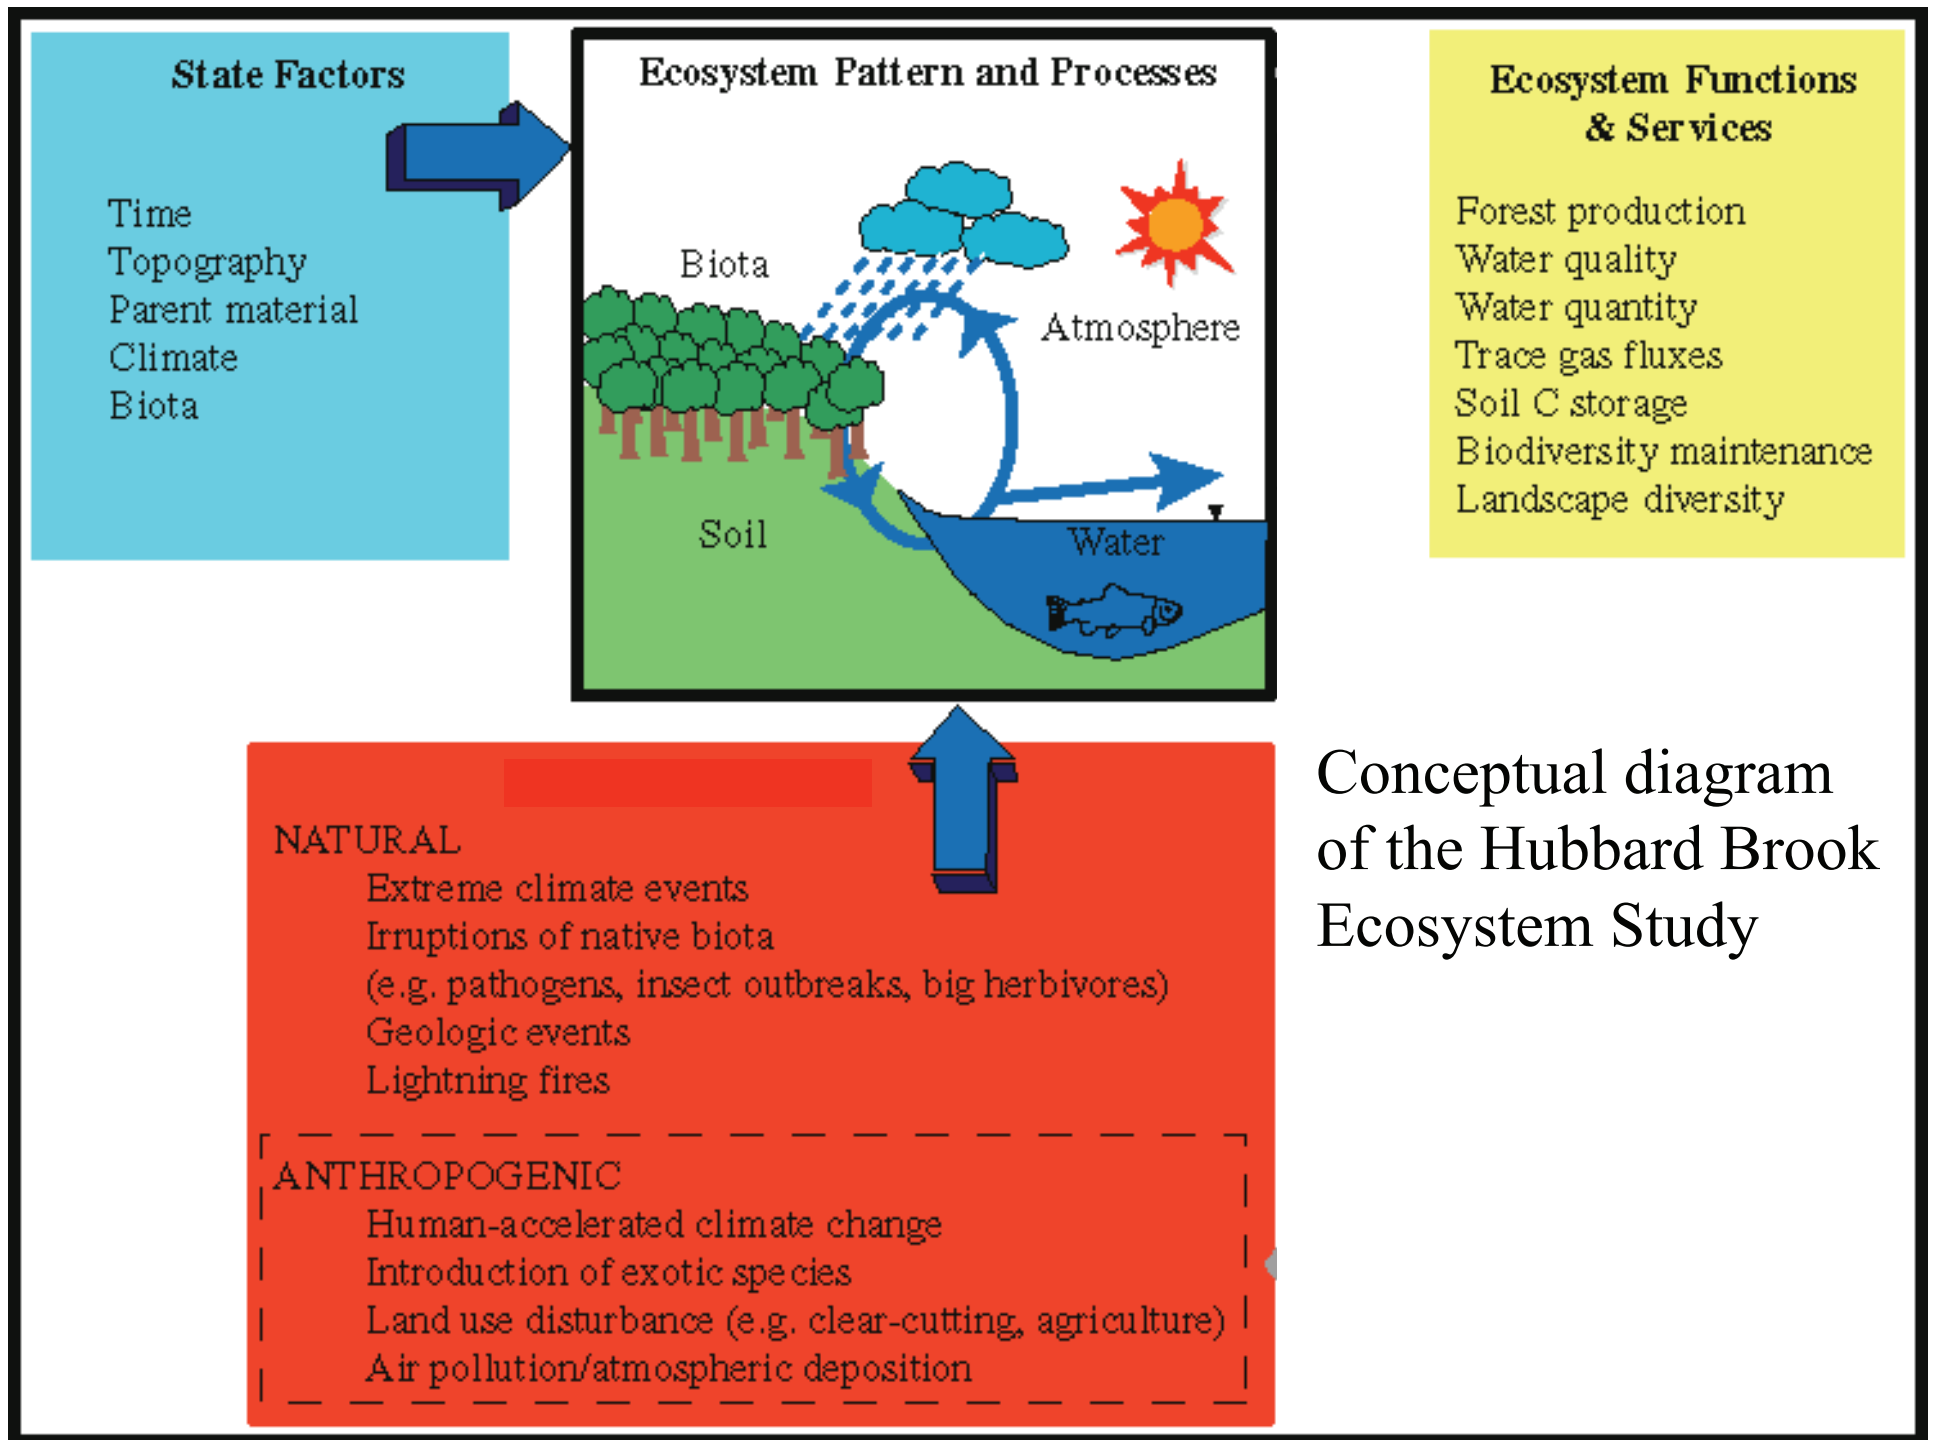 State Factors
Time
Topography
Parent material
Climate
Biota
Ecosystem Pattern and Processes
Biota
Atmosphere
Soil
Water
Ecosystem Functions
& Services
Forest production
Water quality
Water quantity
Trace gas fluxes
Soil C storage
Biodiversity maintenance
Landscape diversity
NATURAL
Extreme climate events
Irruptions of native biota
(e.g. pathogens, insect outbreaks, big herbivores)
Geologic events
Lightning fires
ANTHROPOGENIC
Human-accelerated climate change
Introduction of exotic species
Land use disturbance (e.g. clear-cutting, agriculture)
Air pollution/atmospheric deposition
Conceptual diagram
of the Hubbard Brook
Ecosystem Study